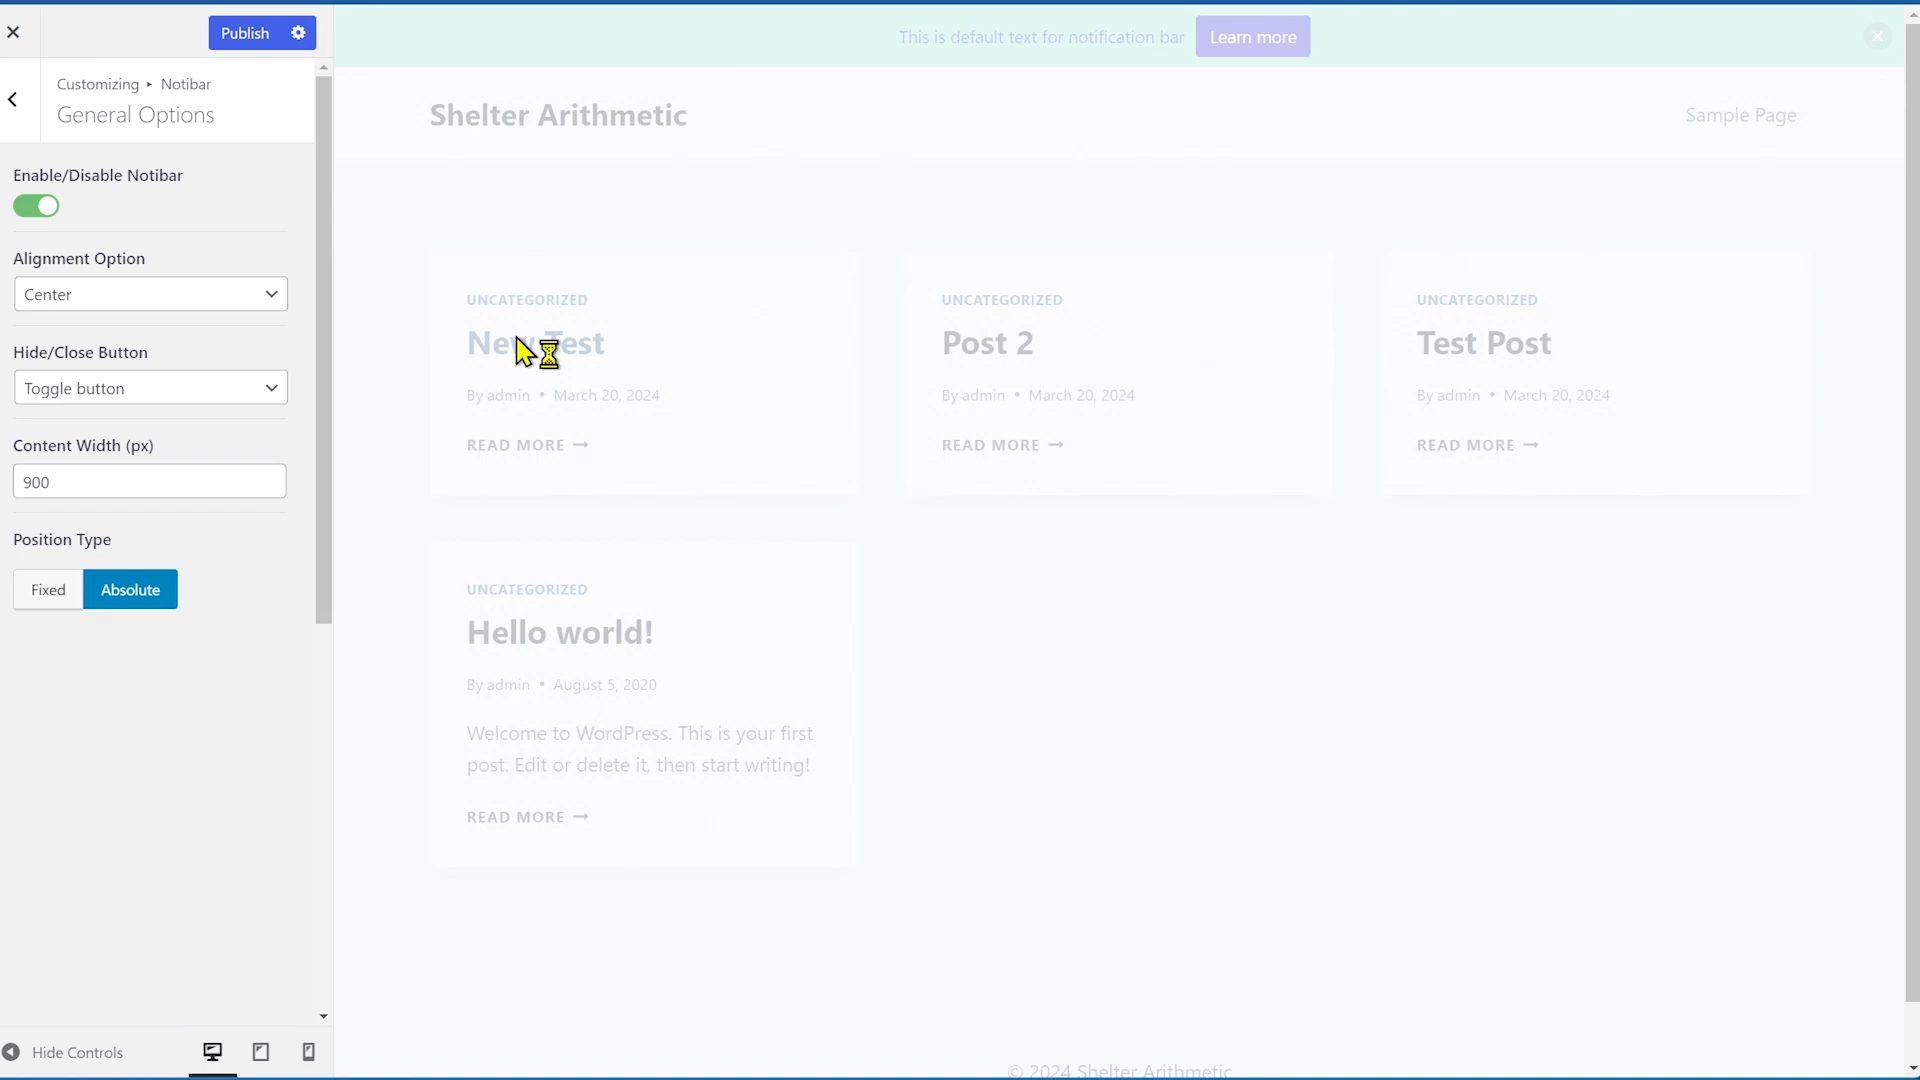 Publish
Customizing ▸ Notibar
General Options
Enable/Disable Notibar
Alignment Option
Center
Hide/Close Button
Toggle button
Content Width (px)
900
Position Type
Fixed
Absolute
Hide Controls
This is default text for notification bar
Learn more
Shelter Arithmetic
Sample Page
UNCATEGORIZED
New Test
By admin • March 20, 2024
READ MORE →
UNCATEGORIZED
Post 2
By admin • March 20, 2024
READ MORE →
UNCATEGORIZED
Test Post
By admin • March 20, 2024
READ MORE →
UNCATEGORIZED
Hello world!
By admin • August 5, 2020
Welcome to WordPress. This is your first
post. Edit or delete it, then start writing!
READ MORE →
© 2024 Shelter Arithmetic